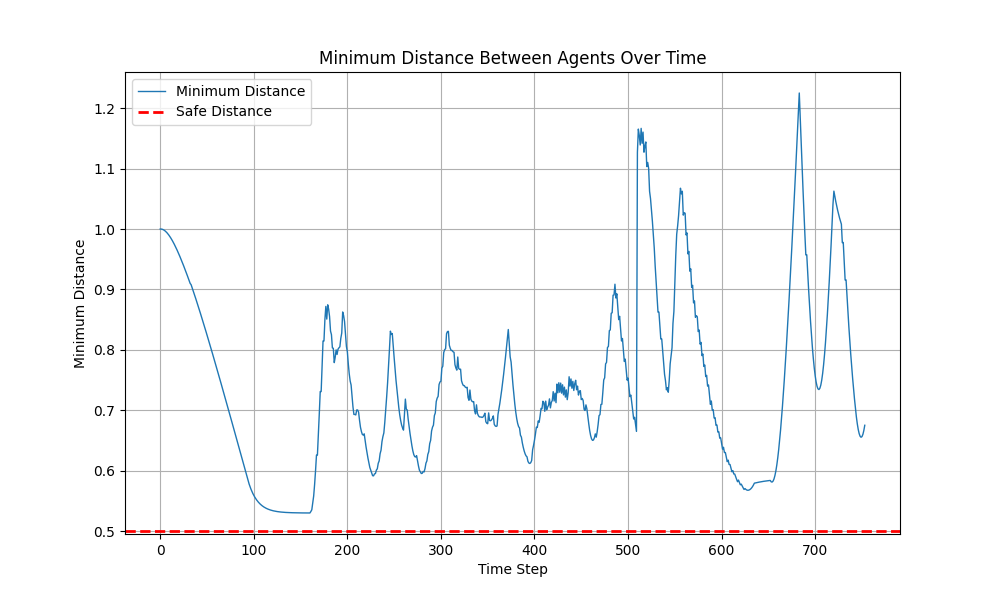 Minimum Distance Between Agents Over Time
Minimum Distance
Safe Distance
Minimum Distance
1.2
1.1
1.0
0.9
0.8
0.7
0.6
0.5
0 100 200 300 400 500 600 700
Time Step